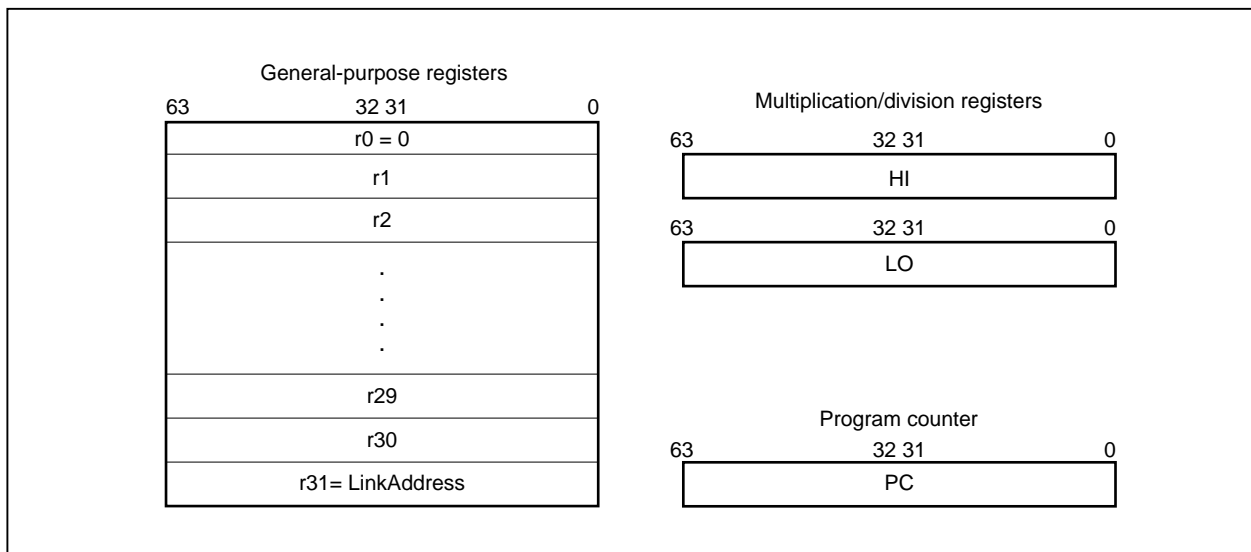 General-purpose registers
63 32 31 0
r0 = 0
r1
r2
.
.
.
.
r29
r30
r31= LinkAddress
Multiplication/division registers
63 32 31 0
HI
63 32 31 0
LO
Program counter
63 32 31 0
PC